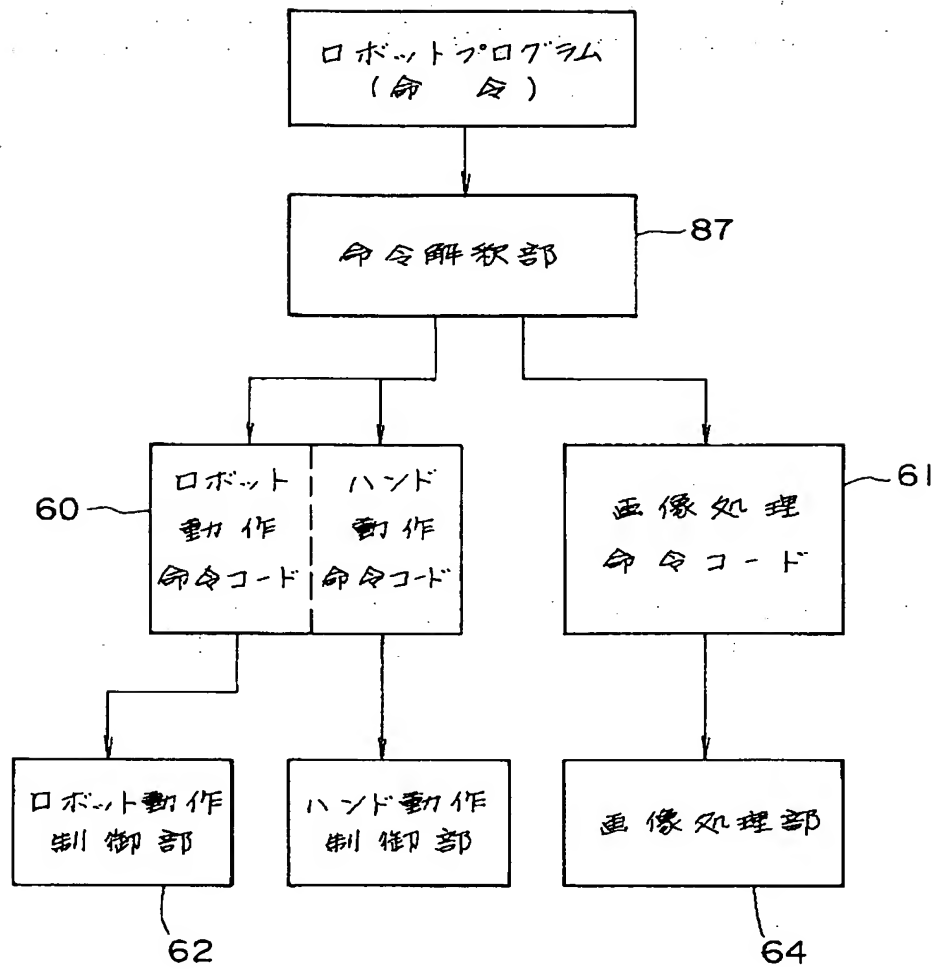 ロボットプログラム
(命 令)
命令解釈部
87
60
ロボット
動作
命令コード
ハンド
動作
命令コード
画像処理
命令コード
61
ロボット動作
制御部
ハンド動作
制御部
画像処理部
62
64